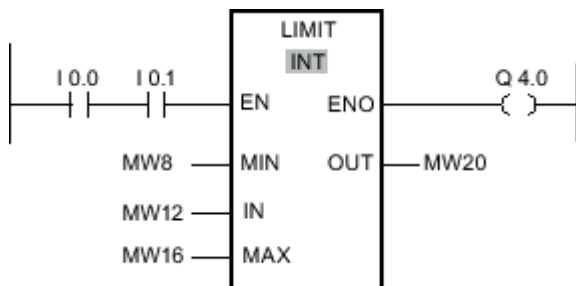 LIMIT
INT
I 0.0 I 0.1 Q 4.0
EN ENO
MW8 MIN OUT MW20
MW12 IN
MW16 MAX